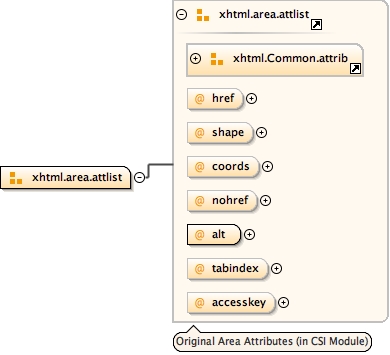 xhtml.area.attlist
xhtml.Common.attrib
@ href
@ shape
@ coords
@ nohref
xhtml.area.attlist
@ alt
@ tabindex
@ accesskey
Original Area Attributes (in CSI Module)